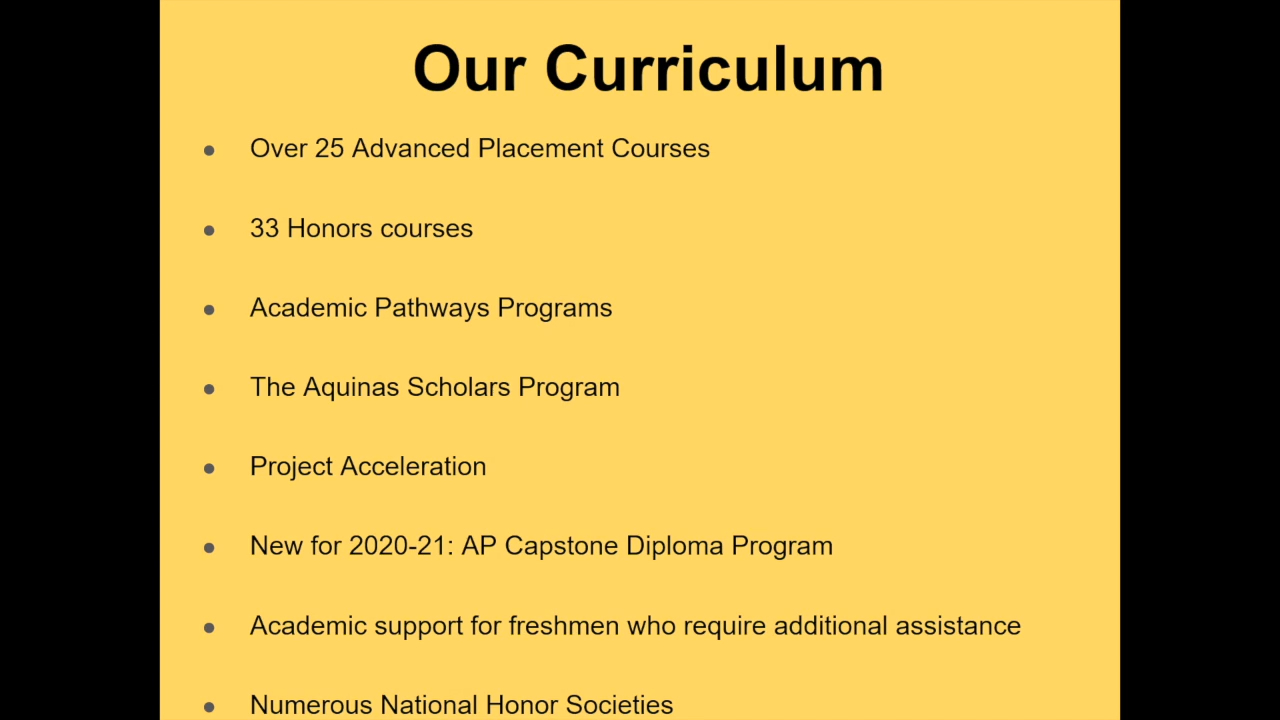 Our Curriculum
● Over 25 Advanced Placement Courses
● 33 Honors courses
● Academic Pathways Programs
● The Aquinas Scholars Program
● Project Acceleration
● New for 2020-21: AP Capstone Diploma Program
● Academic support for freshmen who require additional assistance
● Numerous National Honor Societies